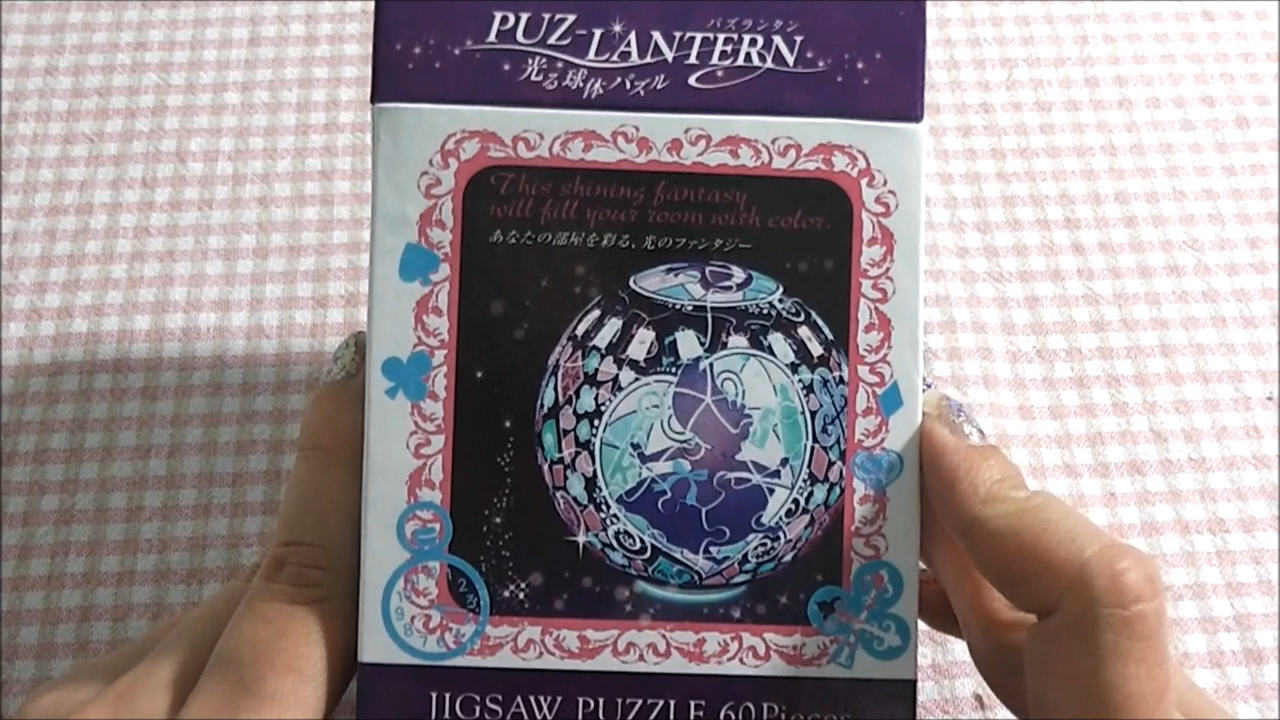 パズランタン
PUZ-LANTERN
光る球体パズル
This shining fantasy
will fill your room with color.
あなたの部屋を彩る、光のファンタジー
JIGSAW PUZZLE 60Pieces